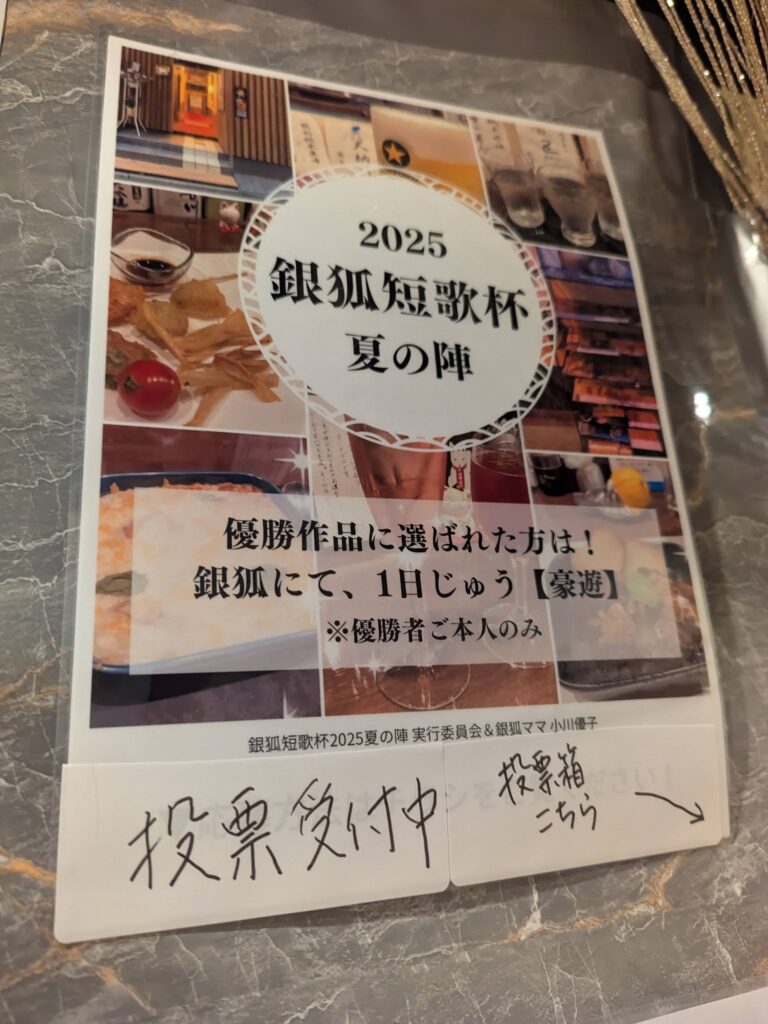 2025
銀狐短歌杯
夏の陣
優勝作品に選ばれた方は！
銀狐にて、1日じゅう【豪遊】
※優勝者ご本人のみ
銀狐短歌杯2025夏の陣 実行委員会＆銀狐ママ 小川優子
投票受付中
投票箱
こちら